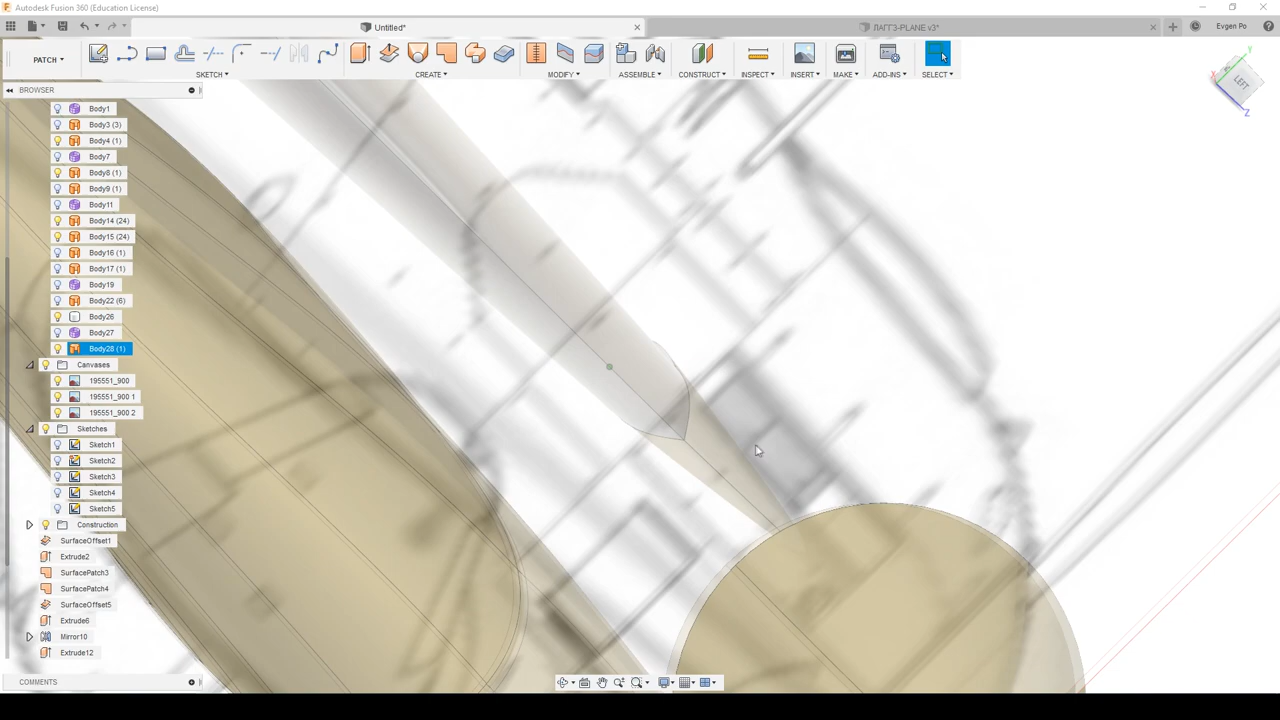 Autodesk Fusion 360 (Education License)
Untitled*
ЛАГГ3-PLANE v3*
Evgen Po
PATCH
SKETCH
CREATE
MODIFY
ASSEMBLE
CONSTRUCT
INSPECT
INSERT
MAKE
ADD-INS
SELECT
BROWSER
LEFT
X
Y
Z
Body1
Body3 (3)
Body4 (1)
Body7
Body8 (1)
Body9 (1)
Body11
Body14 (24)
Body15 (24)
Body16 (1)
Body17 (1)
Body19
Body22 (6)
Body26
Body27
Body28 (1)
Canvases
195551_900
195551_900 1
195551_900 2
Sketches
Sketch1
Sketch2
Sketch3
Sketch4
Sketch5
Construction
SurfaceOffset1
Extrude2
SurfacePatch3
SurfacePatch4
SurfaceOffset5
Extrude6
Mirror10
Extrude12
COMMENTS